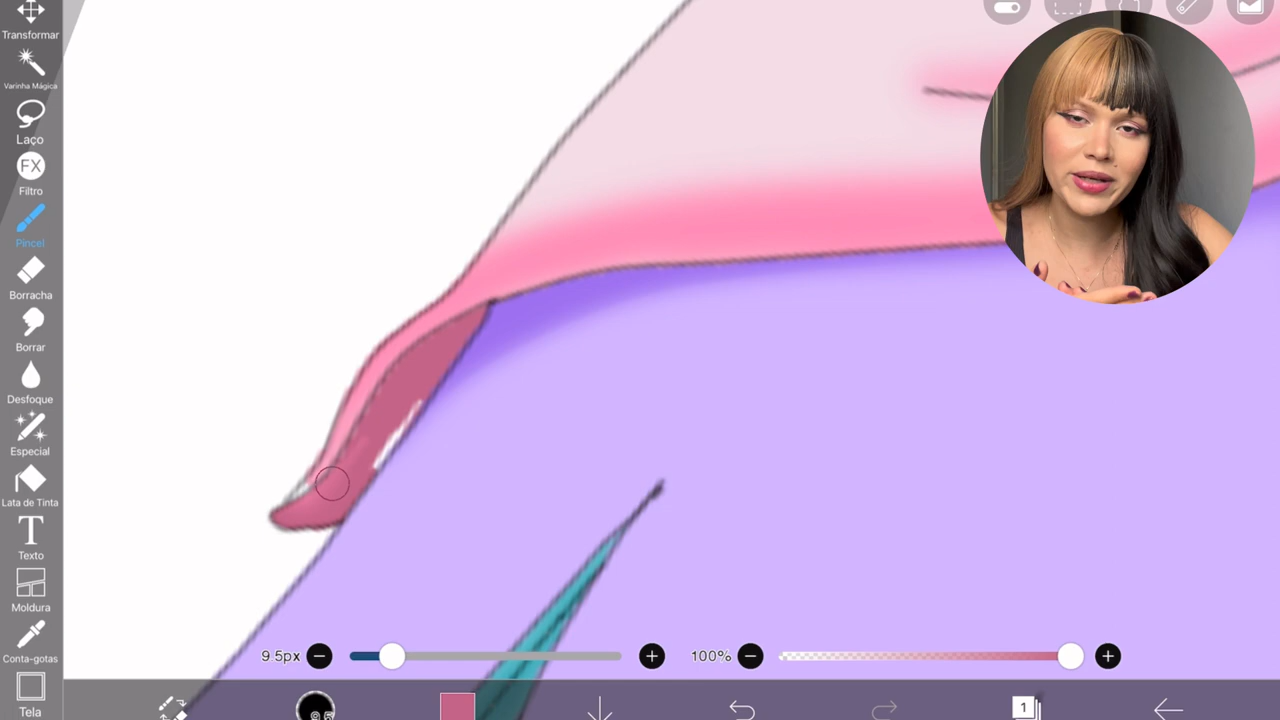 Transformar
Varinha Mágica
Laço
FX
Filtro
Pincel
Borracha
Borrar
Desfoque
Especial
Lata de Tinta
T
Texto
Moldura
Conta-gotas
Tela
9.5px
100%
1